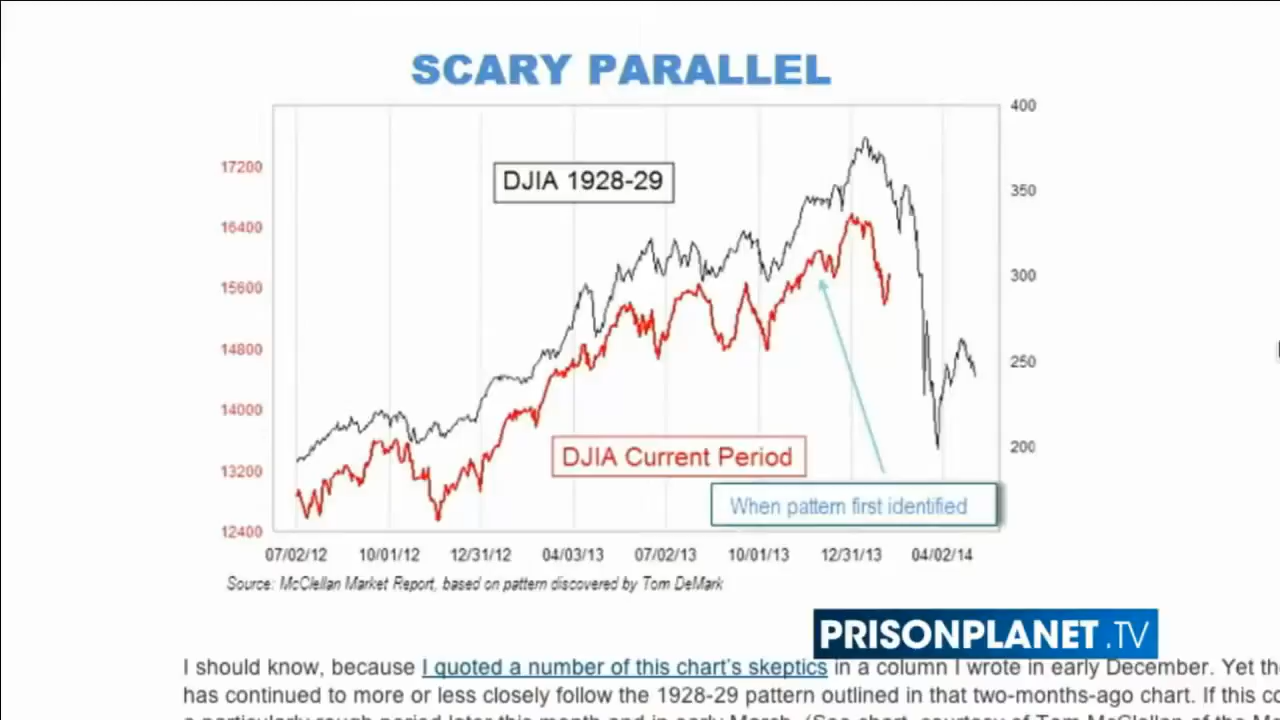 SCARY PARALLEL
400
DJIA 1928-29
17200
350
16400
300
15600
14800
250
14000
DJIA Current Period
200
13200
When pattern first identified
12400
07/02/12 10/01/12 12/31/12 04/03/13 07/02/13 10/01/13 12/31/13 04/02/14
Source: McClellan Market Report, based on pattern discovered by Tom DeMark
PRISONPLANET.TV
I should know, because I quoted a number of this chart's skeptics in a column I wrote in early December. Yet the
has continued to more or less closely follow the 1928-29 pattern outlined in that two-months-ago chart. If this co